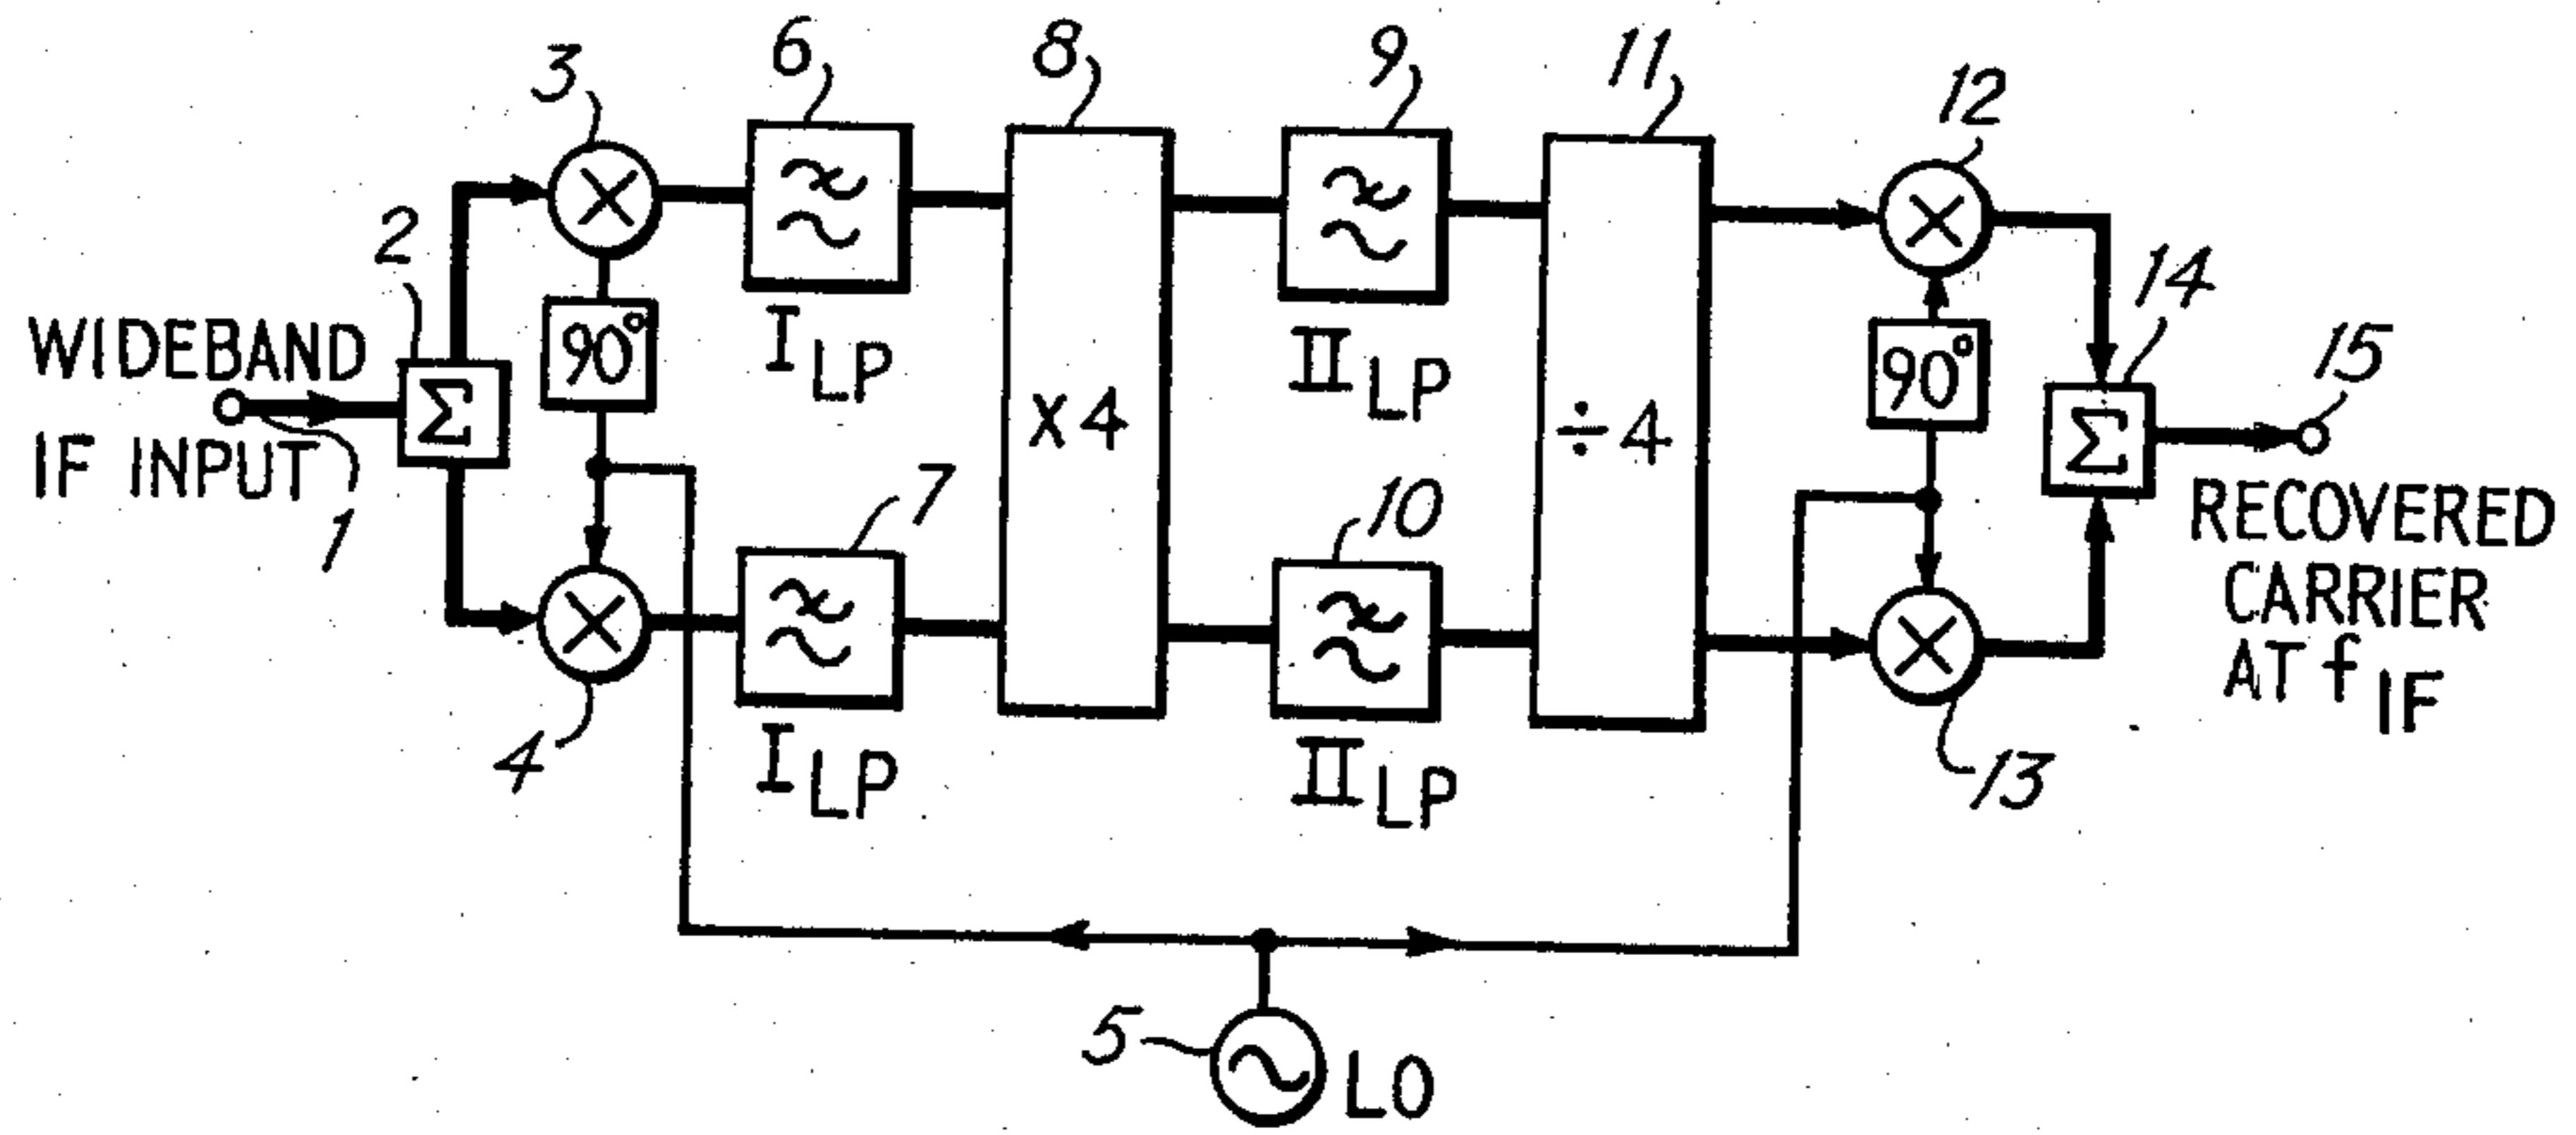 3
6
8
9
11
12
2
14
15
WIDEBAND
IF INPUT
1
Σ
90°
I LP
x4
II LP
÷4
90°
Σ
RECOVERED
CARRIER
AT f IF
7
10
4
I LP
II LP
13
5
LO